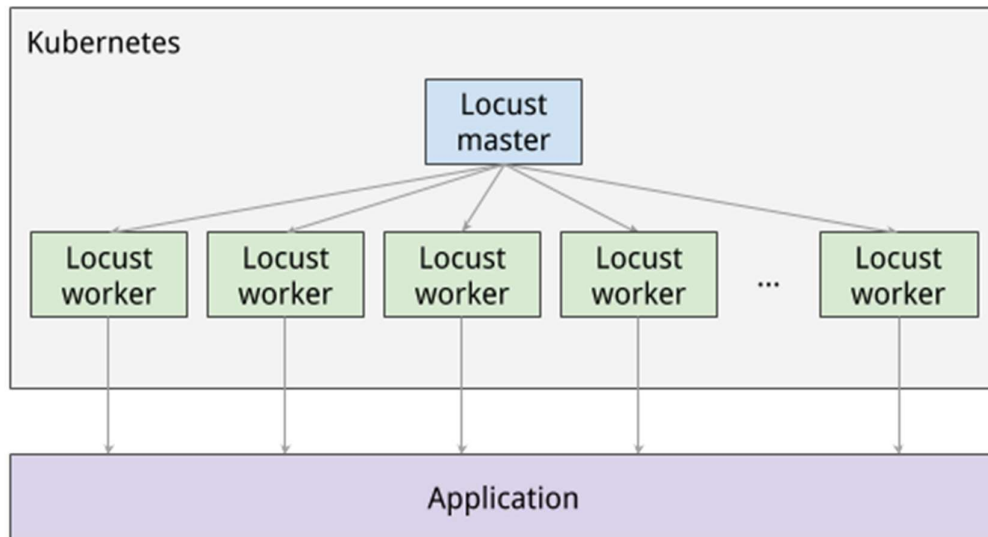 Kubernetes
Locust
master
Locust
worker
Locust
worker
Locust
worker
Locust
worker
...
Locust
worker
Application